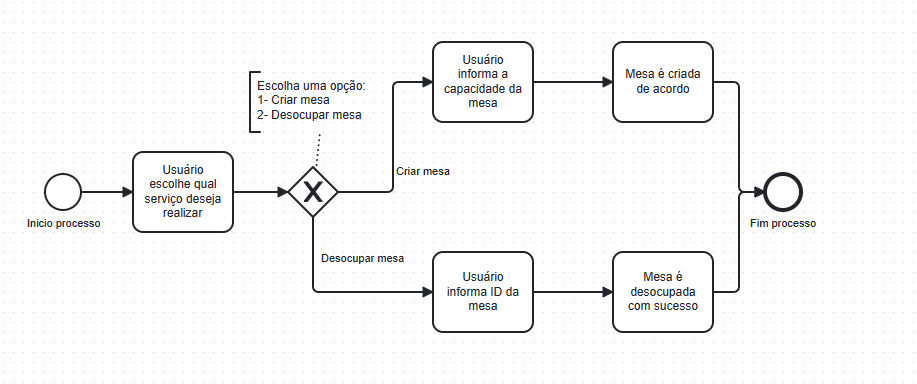 Usuário
informa a
capacidade da
mesa
Mesa é criada
de acordo
Escolha uma opção:
1- Criar mesa
2- Desocupar mesa
Usuário
escolhe qual
serviço deseja
realizar
Criar mesa
Inicio processo
Fim processo
Desocupar mesa
Usuário
informa ID da
mesa
Mesa é
desocupada
com sucesso